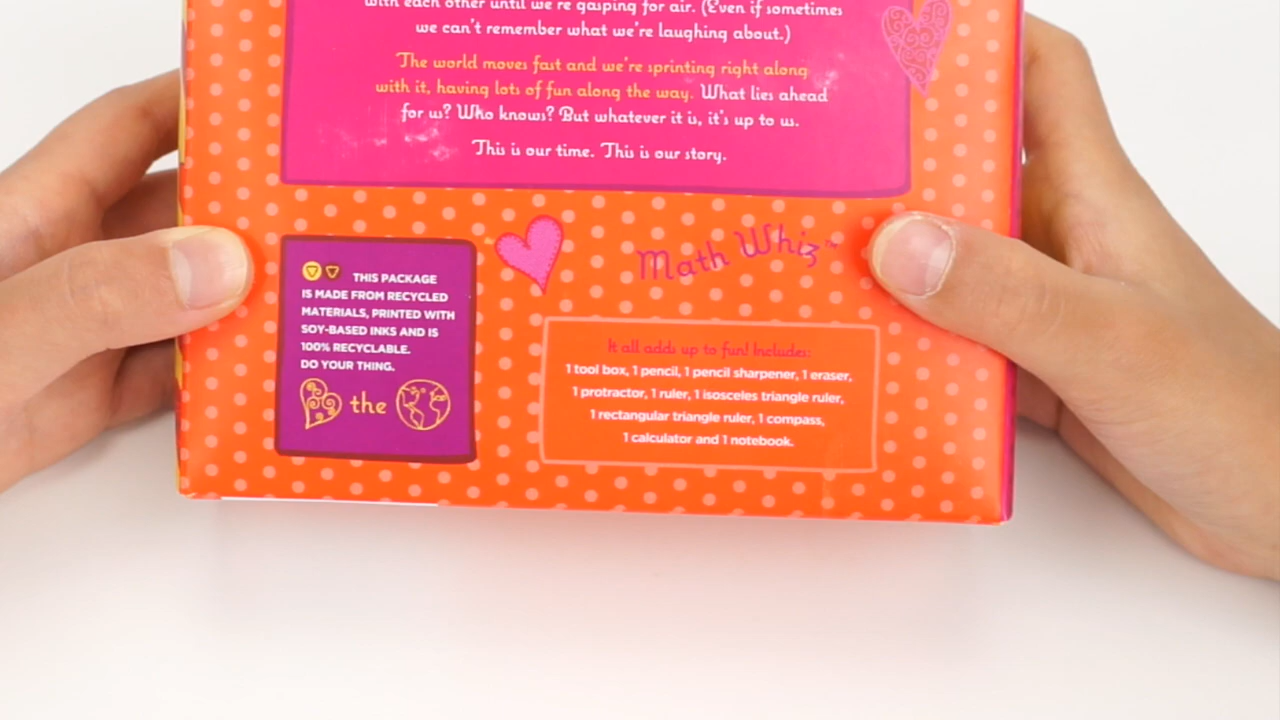 with each other until we're gasping for air. (Even if sometimes
we can't remember what we're laughing about.)
The world moves fast and we're sprinting right along
with it, having lots of fun along the way. What lies ahead
for us? Who knows? But whatever it is, it's up to us.
This is our time. This is our story.
THIS PACKAGE
IS MADE FROM RECYCLED
MATERIALS, PRINTED WITH
SOY-BASED INKS AND IS
100% RECYCLABLE.
DO YOUR THING.
the
Math Whiz™
It all adds up to fun! Includes:
1 tool box, 1 pencil, 1 pencil sharpener, 1 eraser,
1 protractor, 1 ruler, 1 isosceles triangle ruler,
1 rectangular triangle ruler, 1 compass,
1 calculator and 1 notebook.